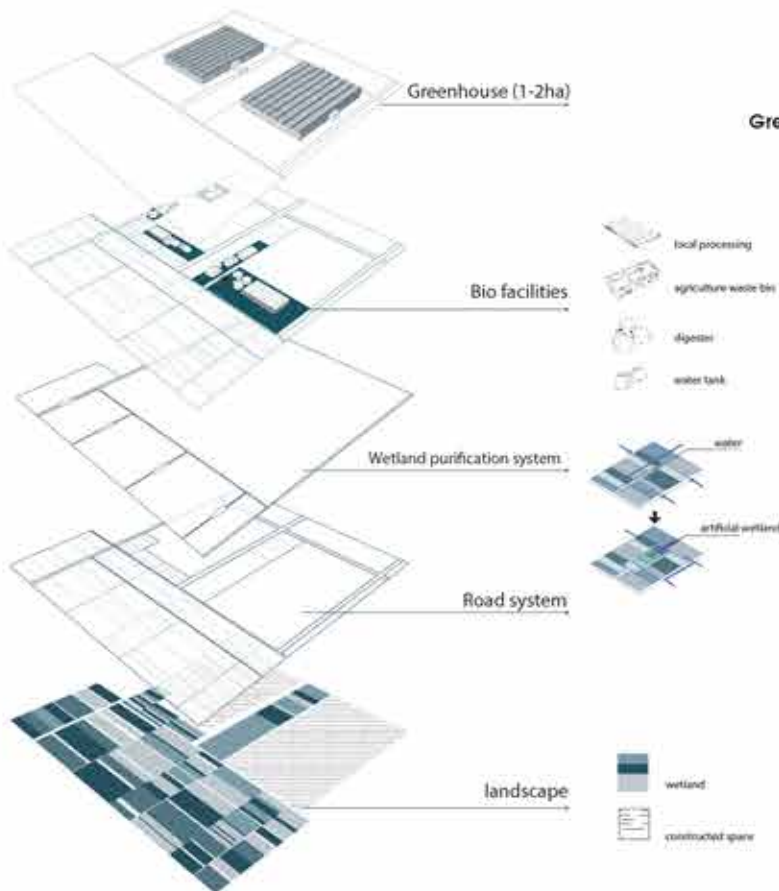 Greenhouse (1-2ha)
Gre
local processing
agriculture waste bin
Bio facilities
digester
water tank
Wetland purification system
water
artificial wetland
Road system
landscape
wetland
constructed space